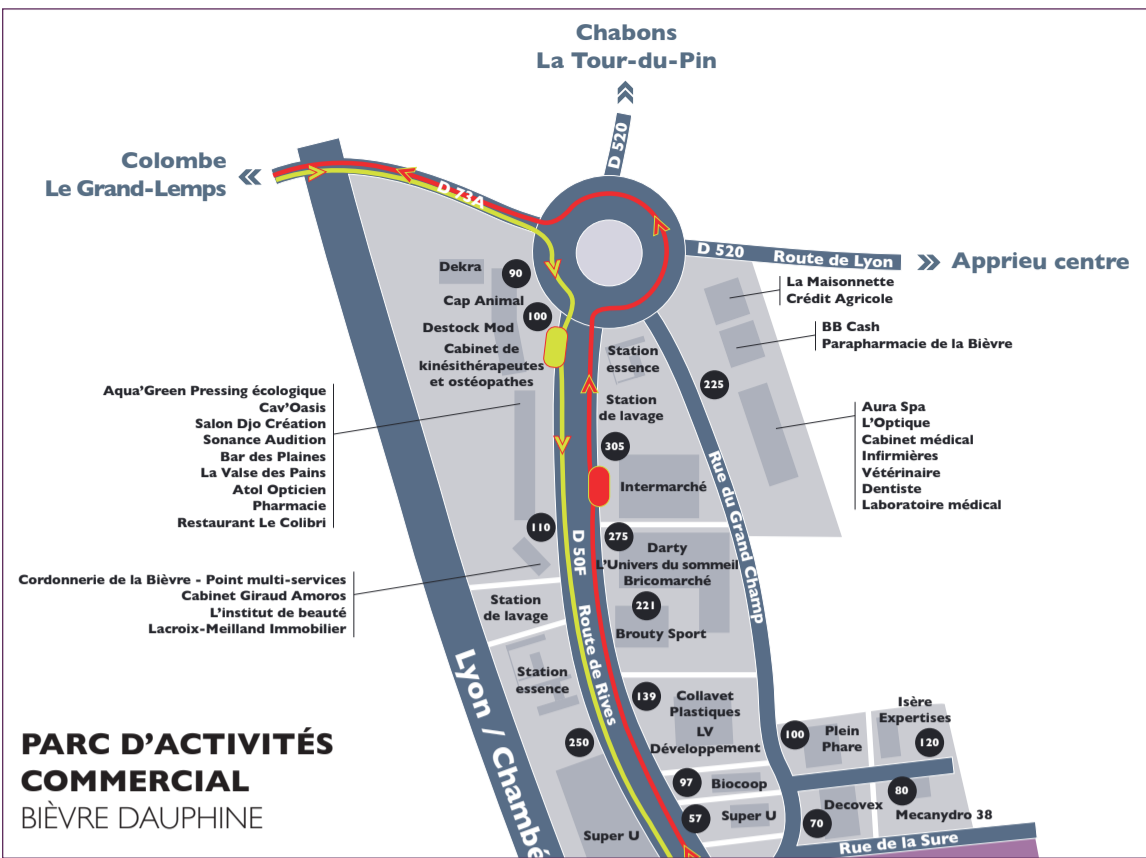 Chabons
La Tour-du-Pin
D 520
Colombe
Le Grand-Lemps
D 73A
D 520
Route de Lyon
Apprieu centre
Dekra
90
Cap Animal
100
Destock Mod
Cabinet de
kinésithérapeutes
et ostéopathes
La Maisonnette
Crédit Agricole
BB Cash
Parapharmacie de la Bièvre
Station
essence
225
Station
de lavage
Aqua'Green Pressing écologique
Cav'Oasis
Salon Djo Création
Sonance Audition
Bar des Plaines
La Valse des Pains
Atol Opticien
Pharmacie
Restaurant Le Colibri
Aura Spa
L'Optique
Cabinet médical
Infirmières
Vétérinaire
Dentiste
Laboratoire médical
305
Intermarché
Rue du Grand Champ
110
D 50F
Route de Rives
275
Darty
L'Univers du sommeil
Bricomarché
221
Brouty Sport
Cordonnerie de la Bièvre - Point multi-services
Cabinet Giraud Amoros
L'institut de beauté
Lacroix-Meilland Immobilier
Station
de lavage
Station
essence
Lyon / Chambé
139
Collavet
Plastiques
LV
Développement
100
Plein
Phare
Isère
Expertises
120
250
97
Biocoop
57
Super U
Super U
Decovex
70
80
Mecanydro 38
Rue de la Sure
PARC D'ACTIVITÉS
COMMERCIAL
BIÈVRE DAUPHINE